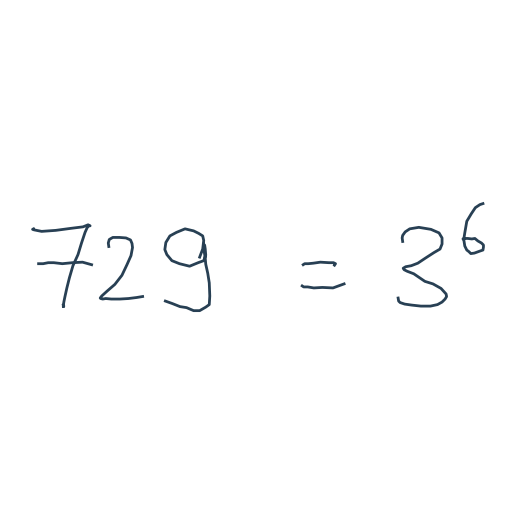 729 = 3⁶